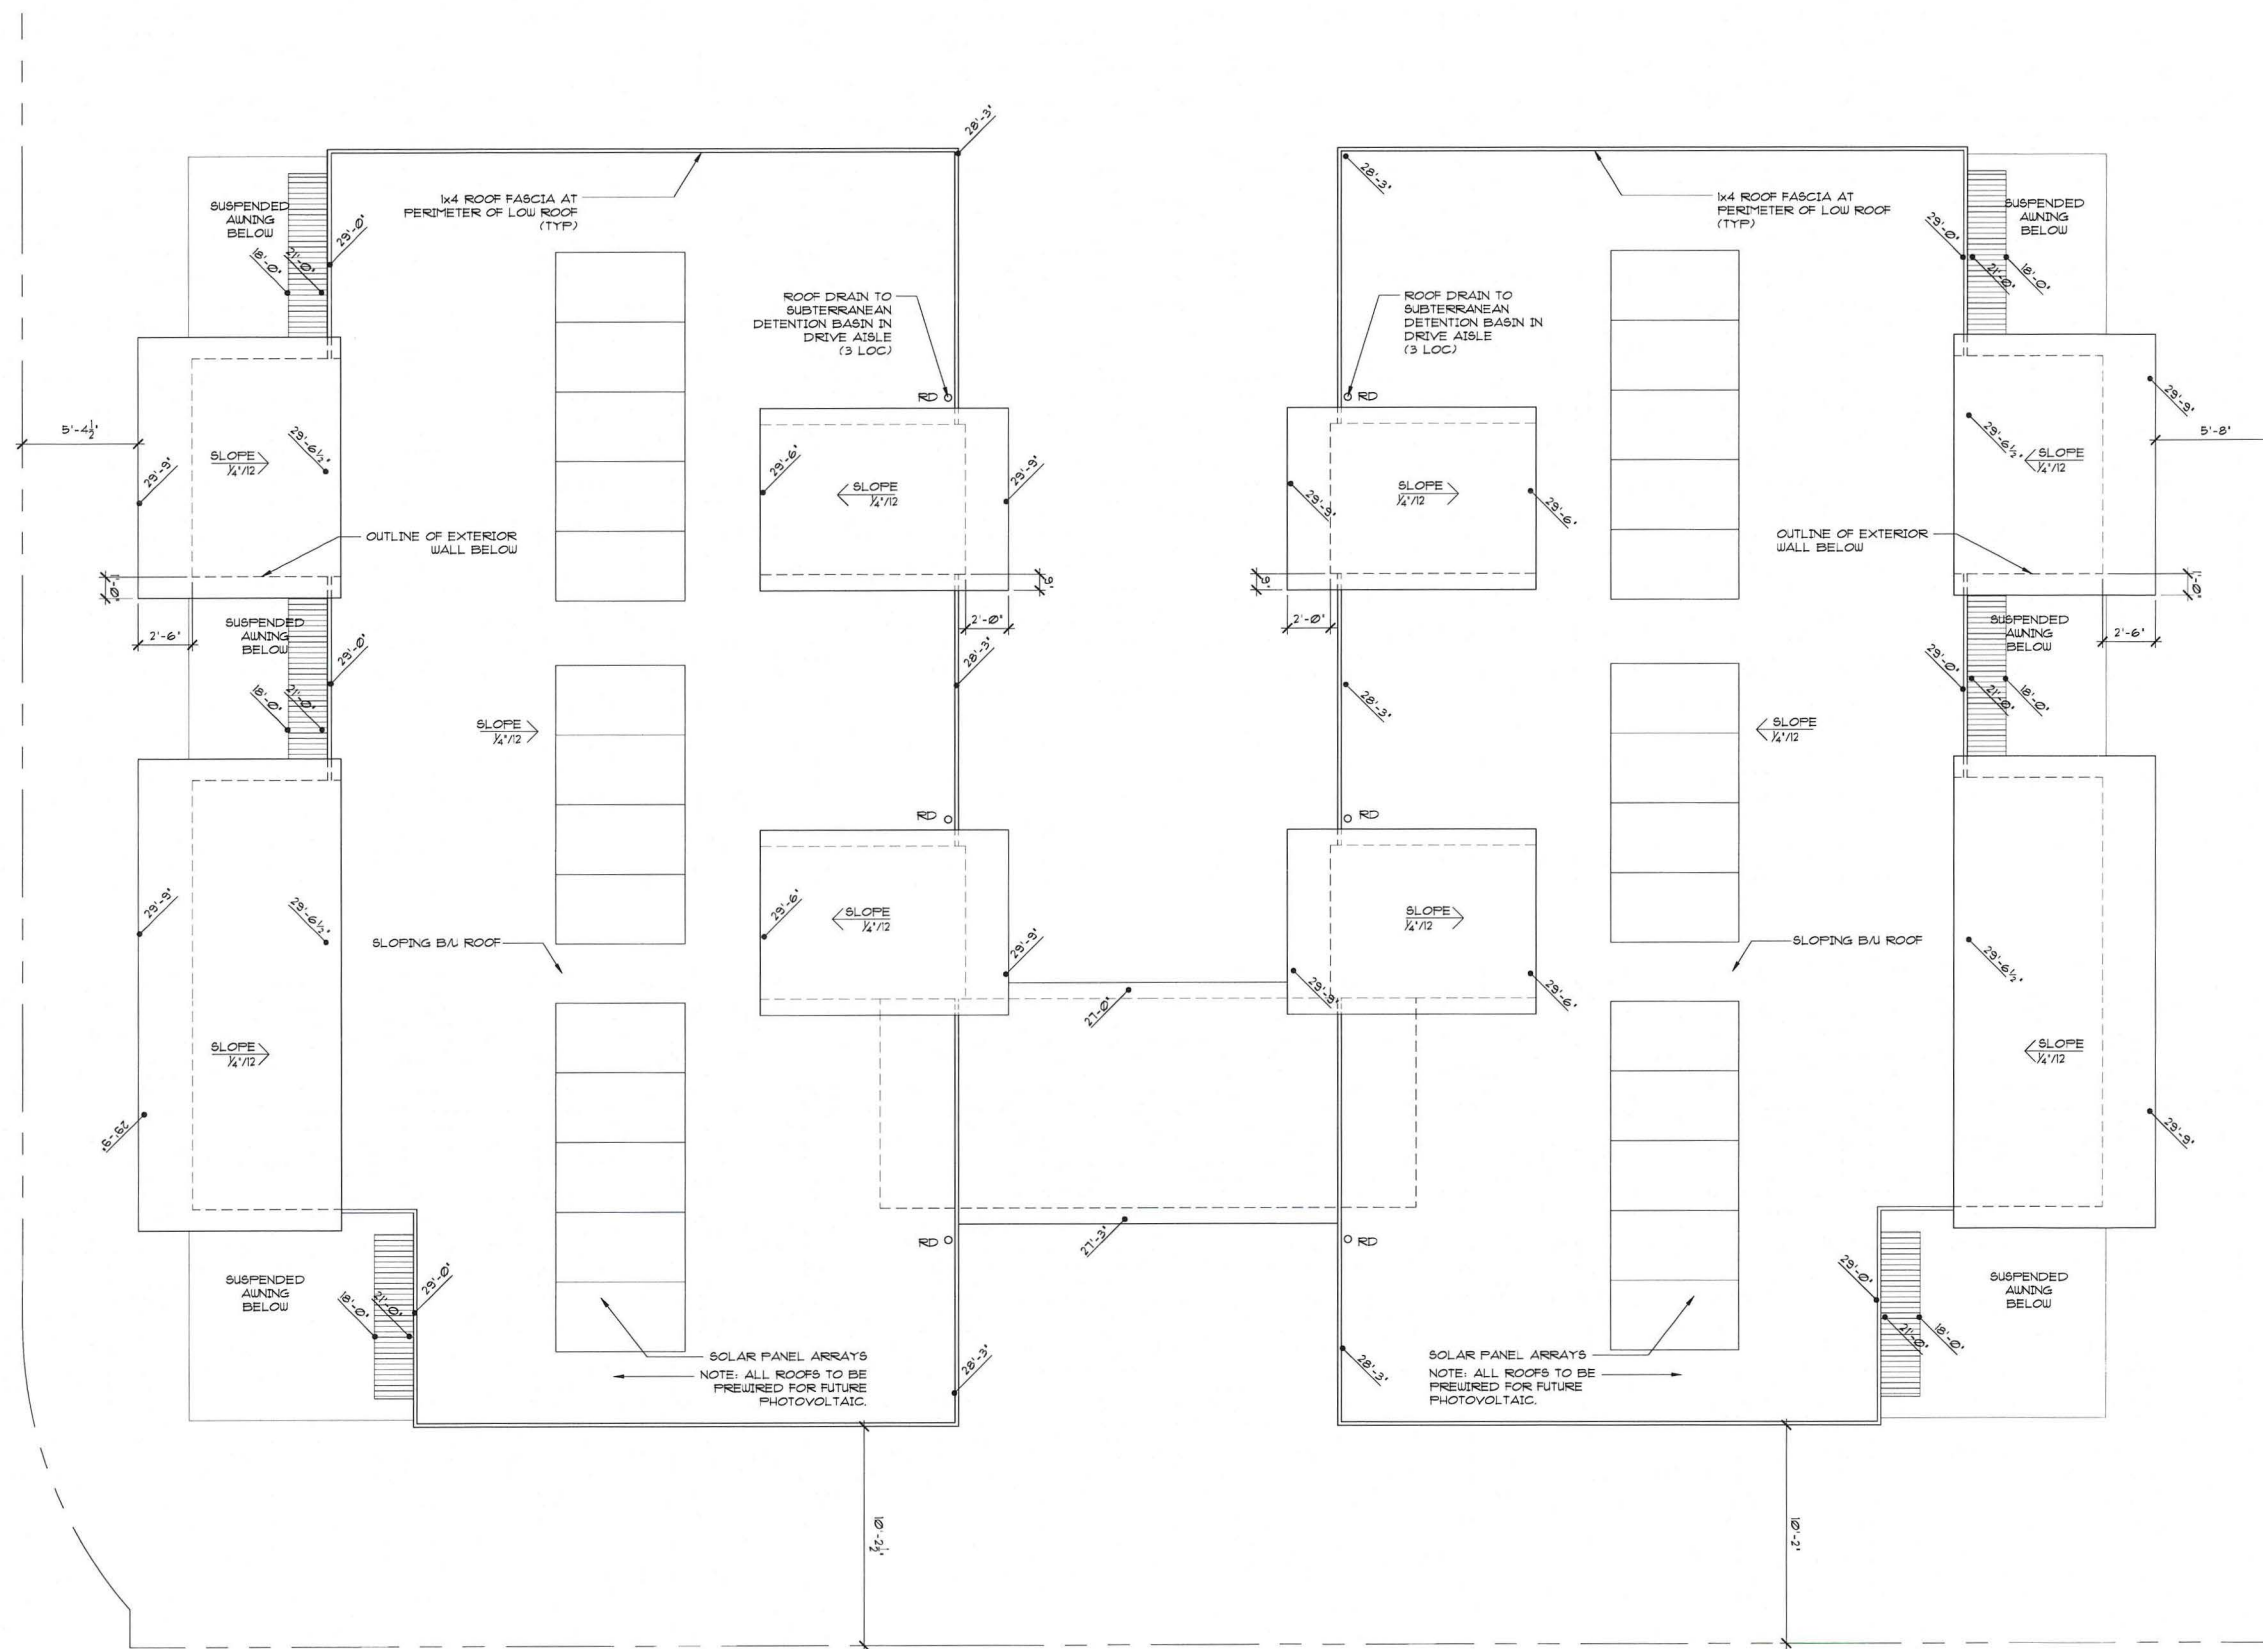 28'-3"
1x4 ROOF FASCIA AT
PERIMETER OF LOW ROOF
(TYP)
28'-3"
1x4 ROOF FASCIA AT
PERIMETER OF LOW ROOF
(TYP)
SUSPENDED
AWNING
BELOW
29'-0"
18'-0"
21'-0"
SUSPENDED
AWNING
BELOW
29'-0"
21'-0"
18'-0"
ROOF DRAIN TO
SUBTERRANEAN
DETENTION BASIN IN
DRIVE AISLE
(3 LOC)
ROOF DRAIN TO
SUBTERRANEAN
DETENTION BASIN IN
DRIVE AISLE
(3 LOC)
RD
RD
5'-4½"
29'-9"
SLOPE
¼"/12
29'-6½"
29'-6"
SLOPE
¼"/12
29'-9"
29'-9"
SLOPE
¼"/12
29'-6"
29'-6½"
SLOPE
¼"/12
29'-9"
5'-8"
OUTLINE OF EXTERIOR
WALL BELOW
OUTLINE OF EXTERIOR
WALL BELOW
1'-0"
9"
9"
1'-0"
2'-6"
2'-0"
2'-0"
2'-6"
SUSPENDED
AWNING
BELOW
29'-0"
18'-0"
21'-0"
28'-3"
28'-3"
SUSPENDED
AWNING
BELOW
29'-0"
21'-0"
18'-0"
SLOPE
¼"/12
SLOPE
¼"/12
RD
RD
29'-9"
29'-6½"
29'-6"
SLOPE
¼"/12
29'-9"
SLOPE
¼"/12
29'-9"
29'-6"
29'-6½"
SLOPING B/U ROOF
SLOPING B/U ROOF
27'-0"
SLOPE
¼"/12
SLOPE
¼"/12
29'-9"
29'-9"
RD
27'-3"
RD
SUSPENDED
AWNING
BELOW
29'-0"
18'-0"
21'-0"
29'-0"
21'-0"
18'-0"
SUSPENDED
AWNING
BELOW
SOLAR PANEL ARRAYS
NOTE: ALL ROOFS TO BE
PREWIRED FOR FUTURE
PHOTOVOLTAIC.
28'-3"
28'-3"
SOLAR PANEL ARRAYS
NOTE: ALL ROOFS TO BE
PREWIRED FOR FUTURE
PHOTOVOLTAIC.
10'-2½"
10'-2"